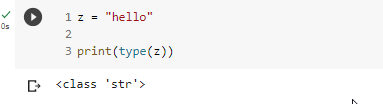 0s
1 z = "hello"
2
3 print(type(z))
<class 'str'>